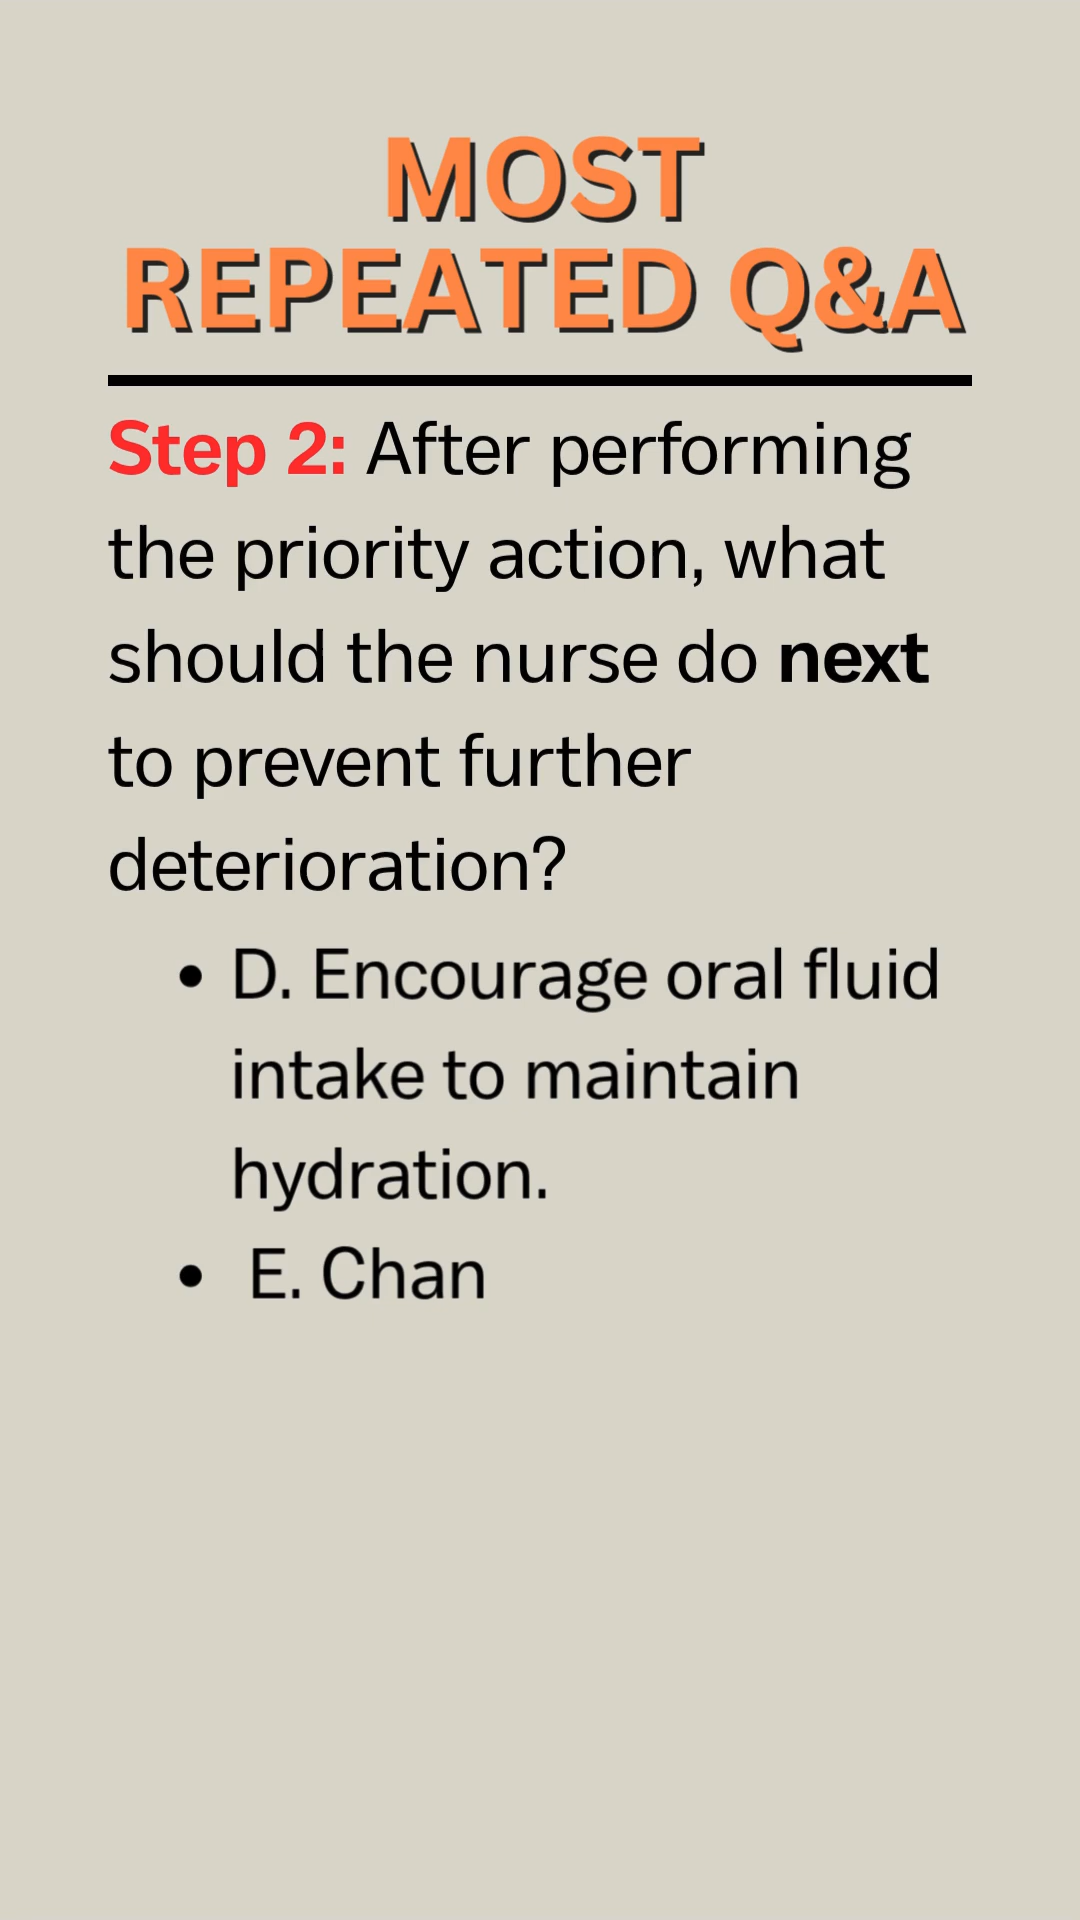 MOST
REPEATED Q&A
Step 2: After performing
the priority action, what
should the nurse do next
to prevent further
deterioration?
• D. Encourage oral fluid
intake to maintain
hydration.
• E. Chan